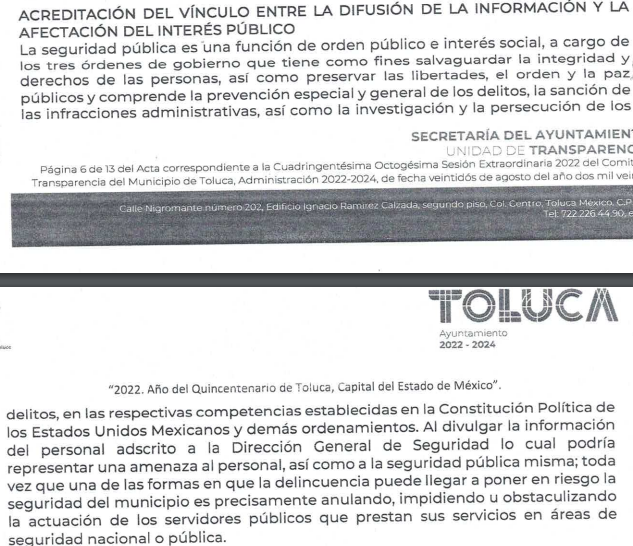 ACREDITACIÓN DEL VÍNCULO ENTRE LA DIFUSIÓN DE LA INFORMACIÓN Y LA
AFECTACIÓN DEL INTERÉS PÚBLICO
La seguridad pública es una función de orden público e interés social, a cargo de
los tres órdenes de gobierno que tiene como fines salvaguardar la integridad y
derechos de las personas, así como preservar las libertades, el orden y la paz
públicos y comprende la prevención especial y general de los delitos, la sanción de
las infracciones administrativas, así como la investigación y la persecución de los
SECRETARÍA DEL AYUNTAMIEN
UNIDAD DE TRANSPARENC
Página 6 de 13 del Acta correspondiente a la Cuadringentésima Octogésima Sesión Extraordinaria 2022 del Comit
Transparencia del Municipio de Toluca, Administración 2022-2024, de fecha veintidós de agosto del año dos mil vei
Calle Nigromante número 202, Edificio Ignacio Ramírez Calzada, segundo piso, Col. Centro, Toluca México. C.P
Tel: 722 226 44 90, e
TOLUCA
Ayuntamiento
2022 - 2024
"2022. Año del Quincentenario de Toluca, Capital del Estado de México".
delitos, en las respectivas competencias establecidas en la Constitución Política de
los Estados Unidos Mexicanos y demás ordenamientos. Al divulgar la información
del personal adscrito a la Dirección General de Seguridad lo cual podría
representar una amenaza al personal, así como a la seguridad pública misma; toda
vez que una de las formas en que la delincuencia puede llegar a poner en riesgo la
seguridad del municipio es precisamente anulando, impidiendo u obstaculizando
la actuación de los servidores públicos que prestan sus servicios en áreas de
seguridad nacional o pública.